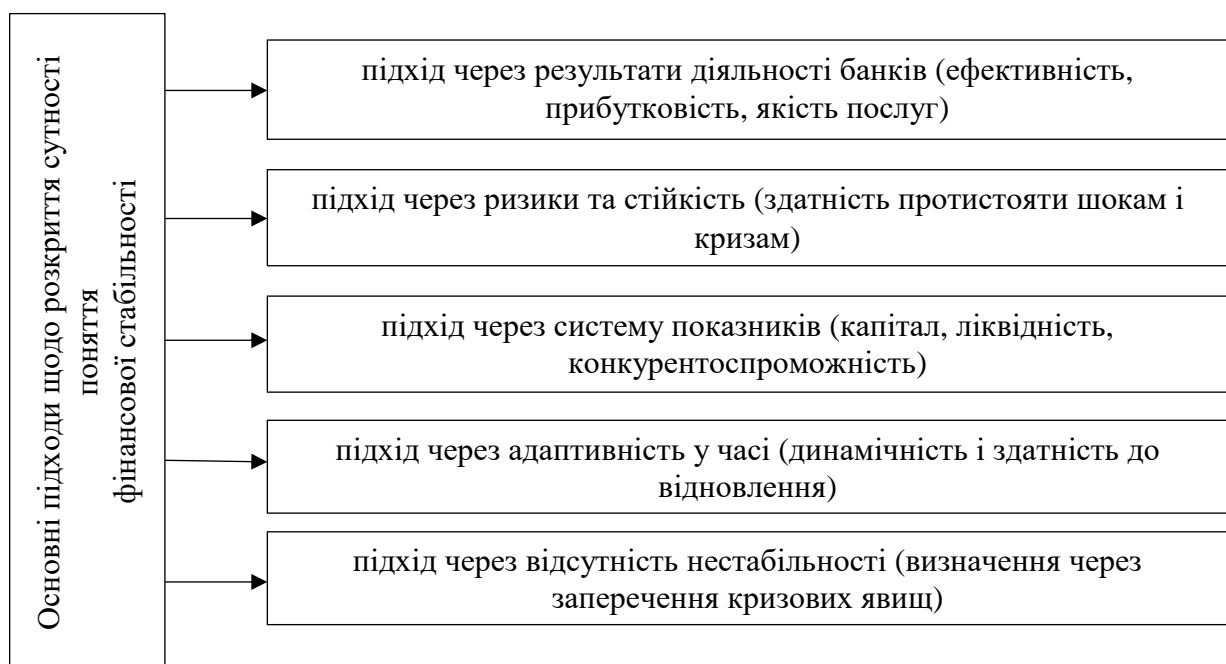 Основні підходи щодо розкриття сутності
поняття
фінансової стабільності
підхід через результати діяльності банків (ефективність,
прибутковість, якість послуг)
підхід через ризики та стійкість (здатність протистояти шокам і
кризам)
підхід через систему показників (капітал, ліквідність,
конкурентоспроможність)
підхід через адаптивність у часі (динамічність і здатність до
відновлення)
підхід через відсутність нестабільності (визначення через
заперечення кризових явищ)